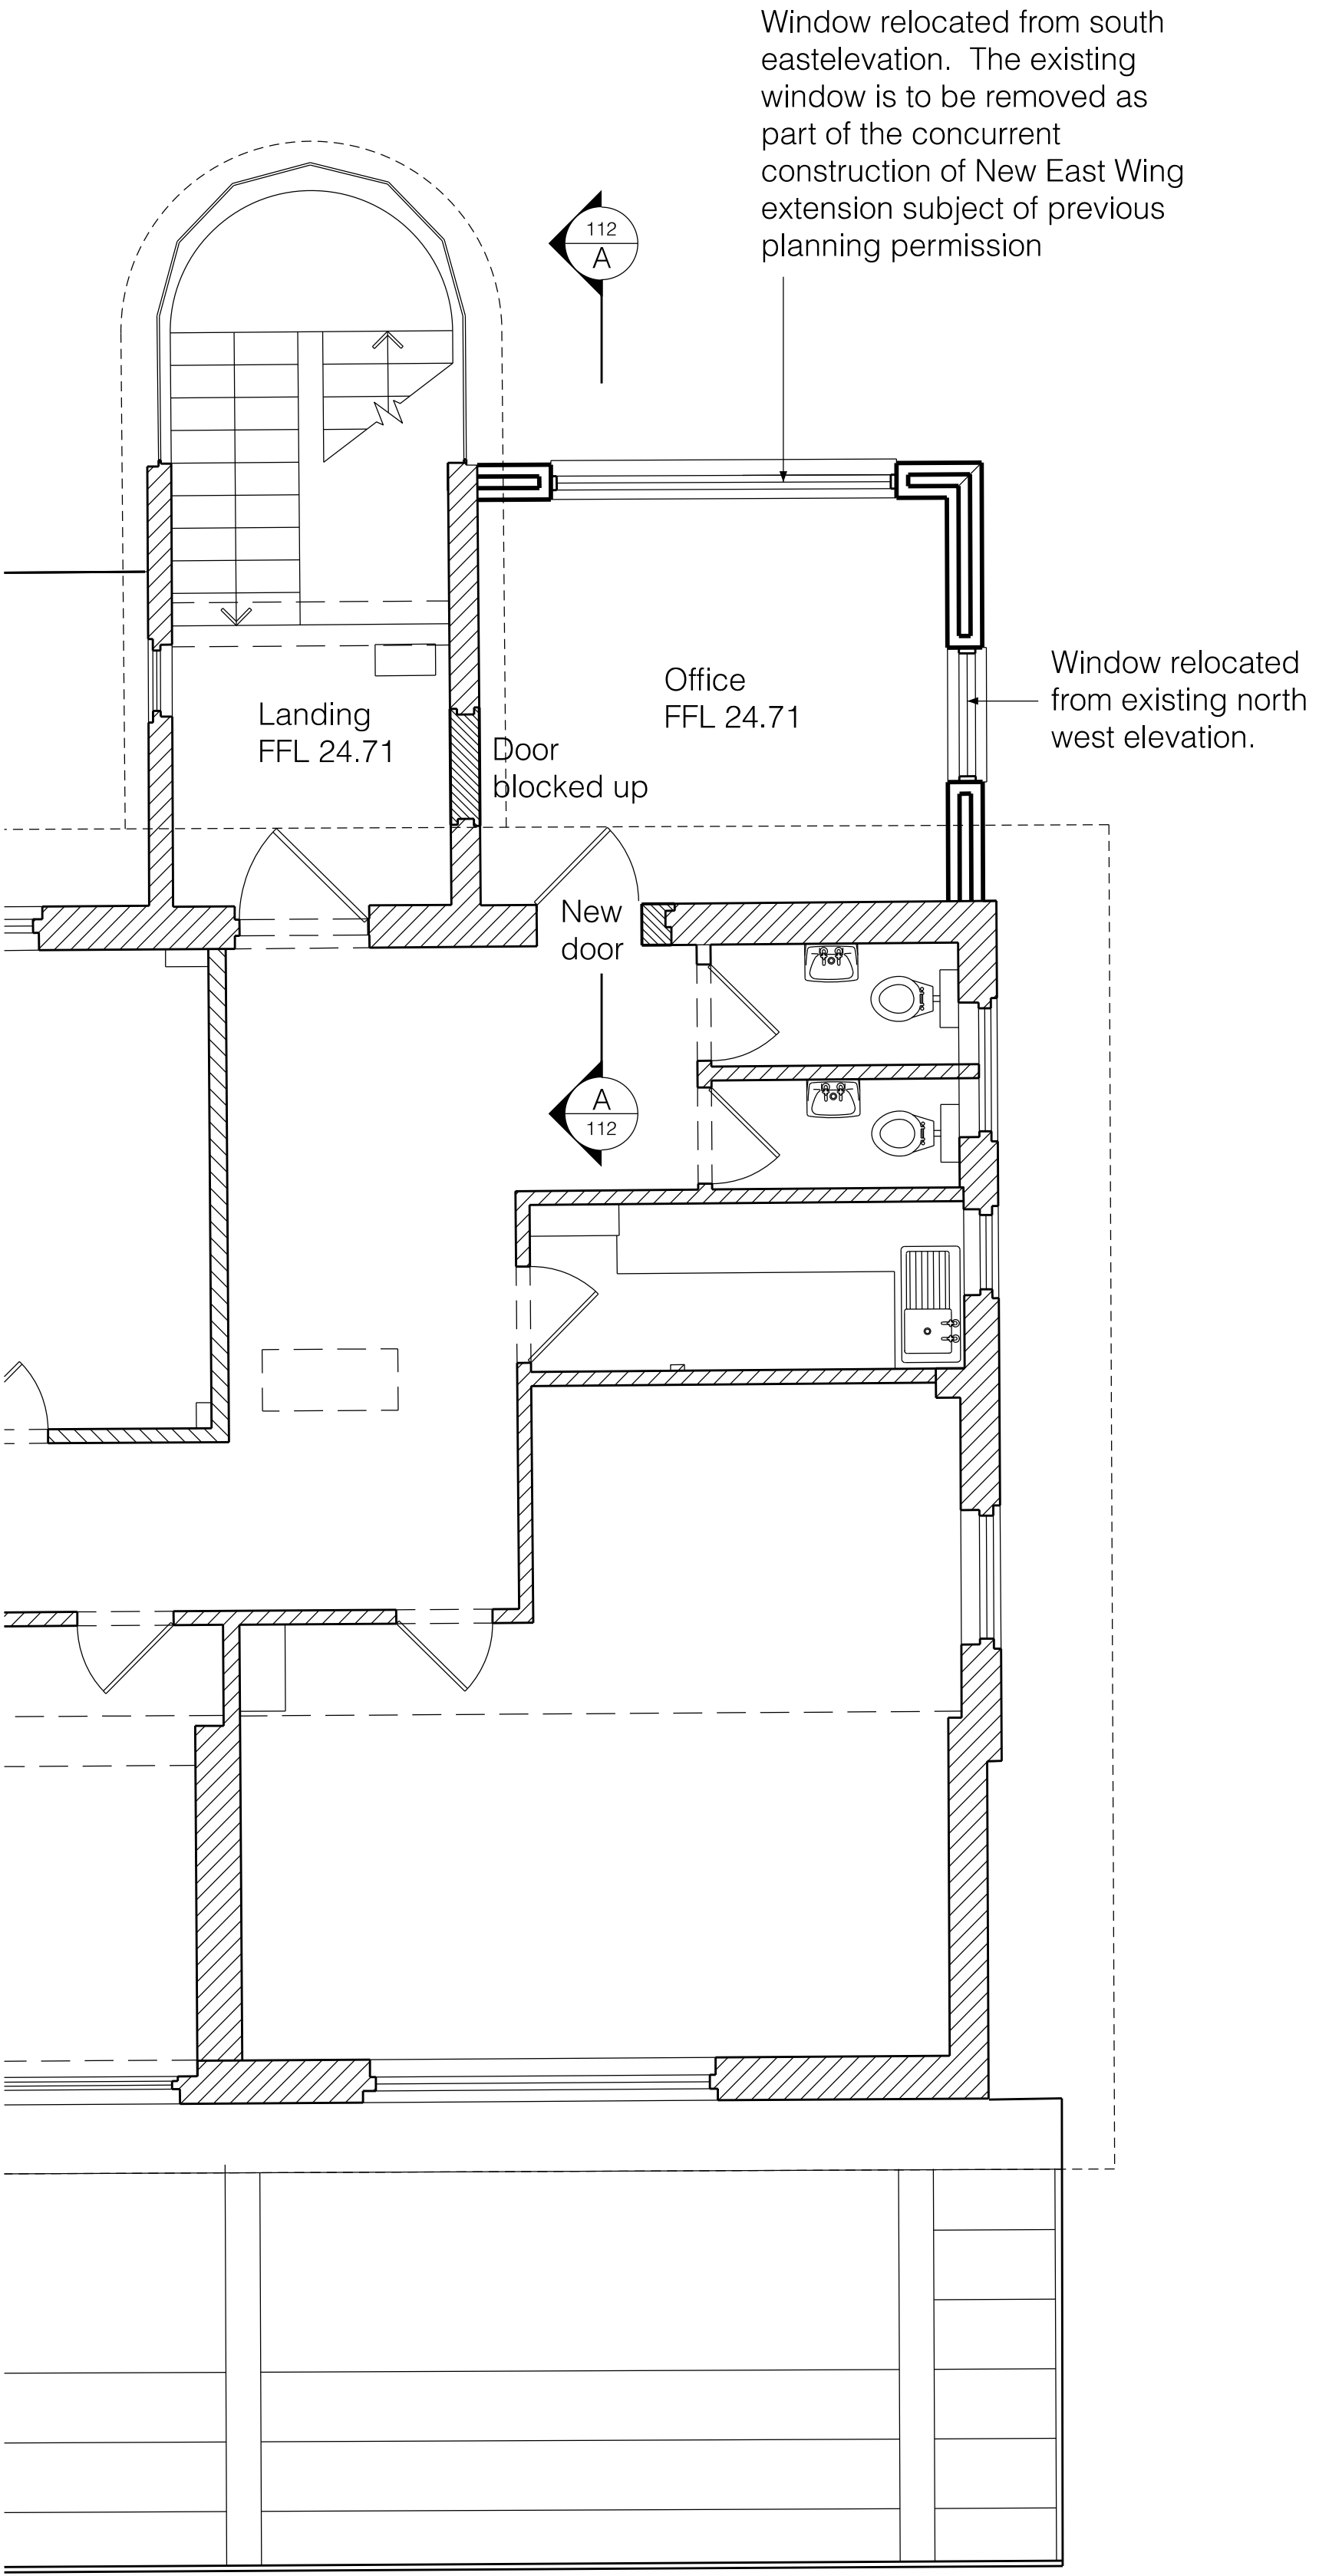 Window relocated from south
eastelevation. The existing
window is to be removed as
part of the concurrent
construction of New East Wing
extension subject of previous
planning permission
112
A
Office
FFL 24.71
Window relocated
from existing north
west elevation.
Landing
FFL 24.71
Door
blocked up
New
door
A
112